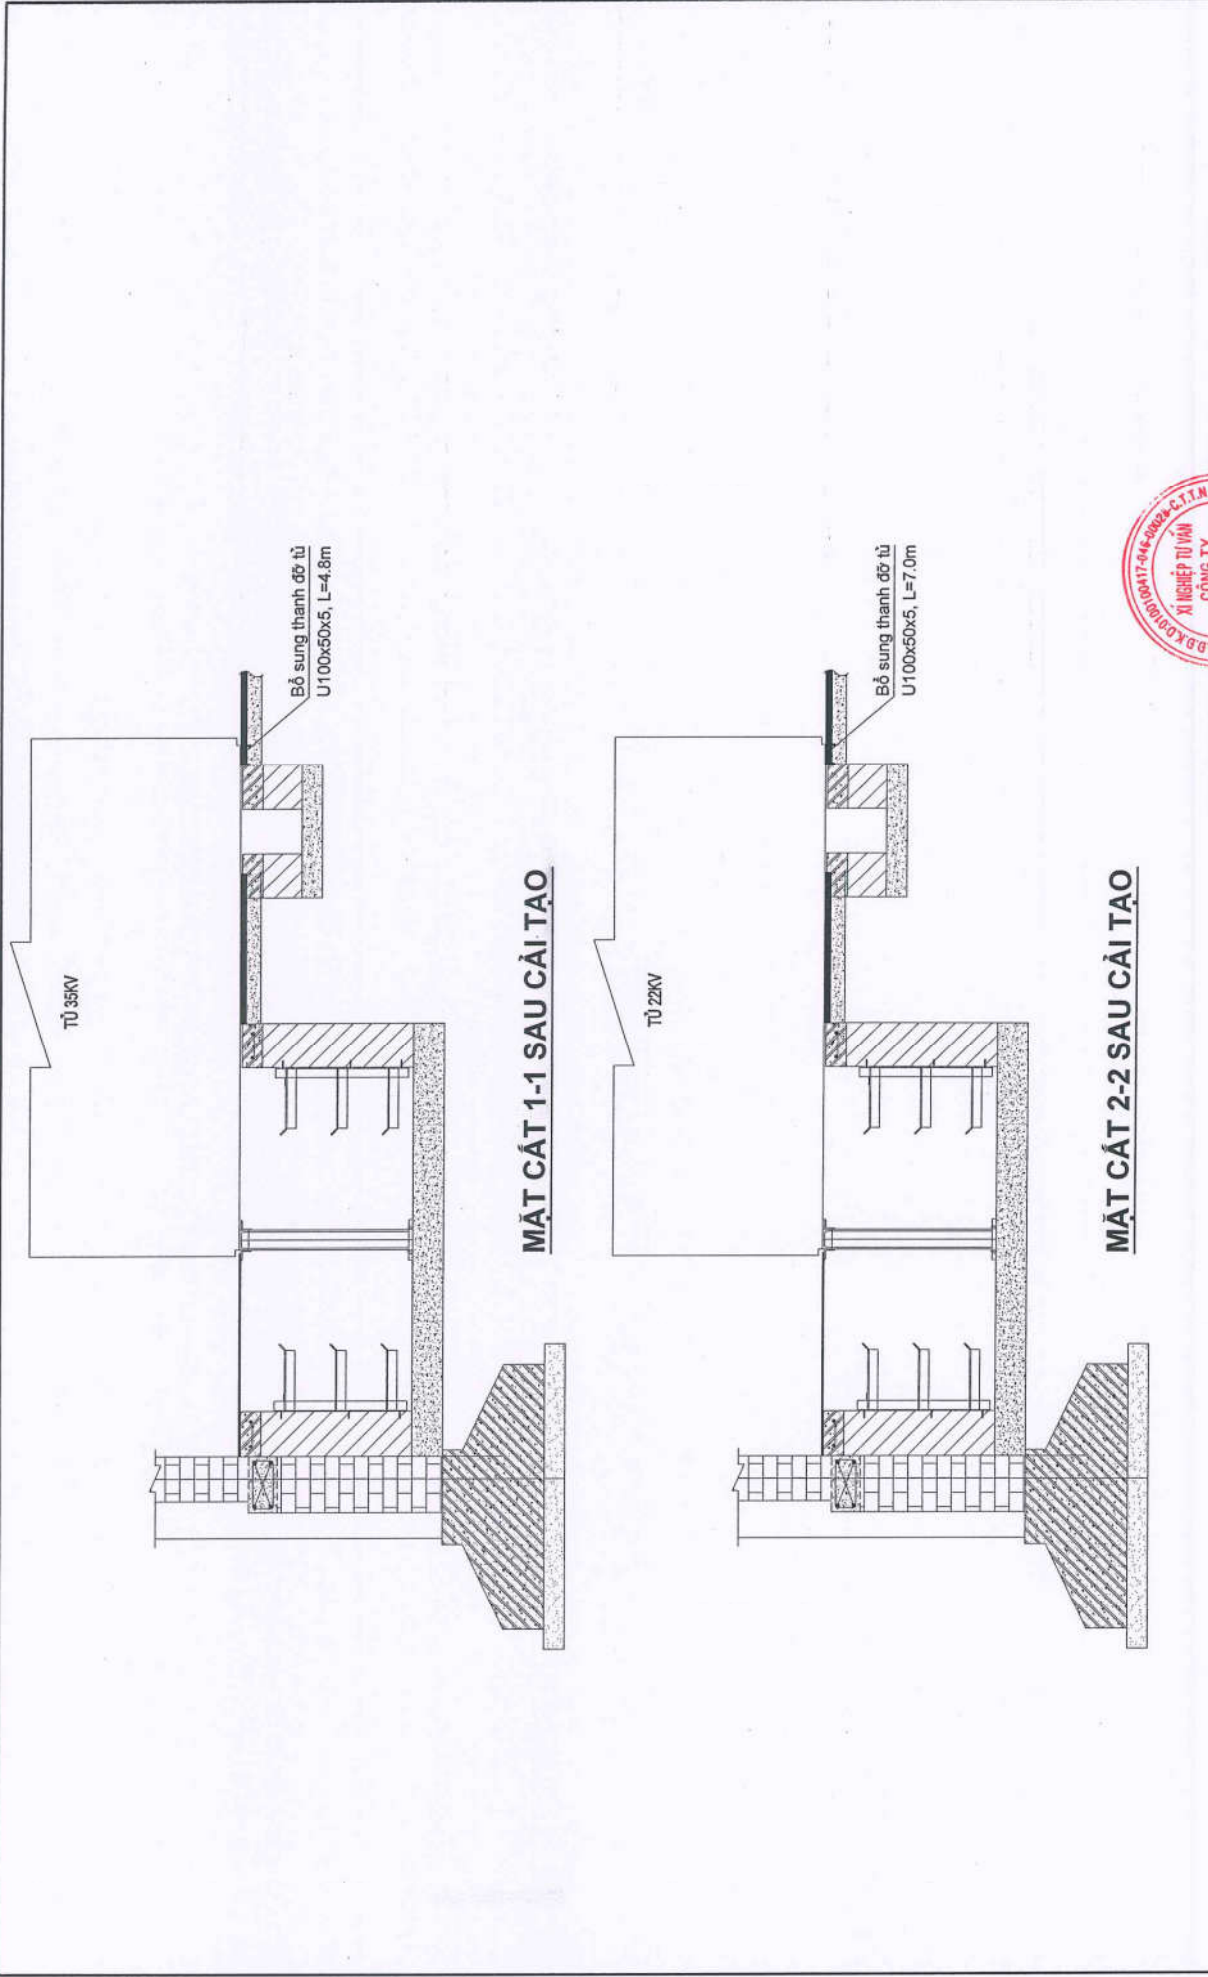 TỦ 35KV
Bổ sung thanh đỡ tủ
U100x50x5, L=4.8m
MẶT CẮT 1-1 SAU CẢI TẠO
TỦ 22KV
Bổ sung thanh đỡ tủ
U100x50x5, L=7.0m
MẶT CẮT 2-2 SAU CẢI TẠO
XÍ NGHIỆP TƯ VẤN
CÔNG TY